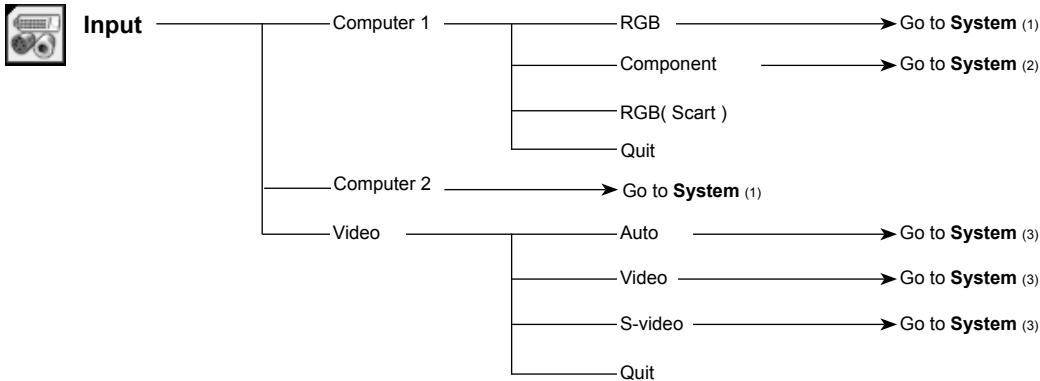 Input
Computer 1
RGB
Go to System (1)
Component
Go to System (2)
RGB( Scart )
Quit
Computer 2
Go to System (1)
Video
Auto
Go to System (3)
Video
Go to System (3)
S-video
Go to System (3)
Quit